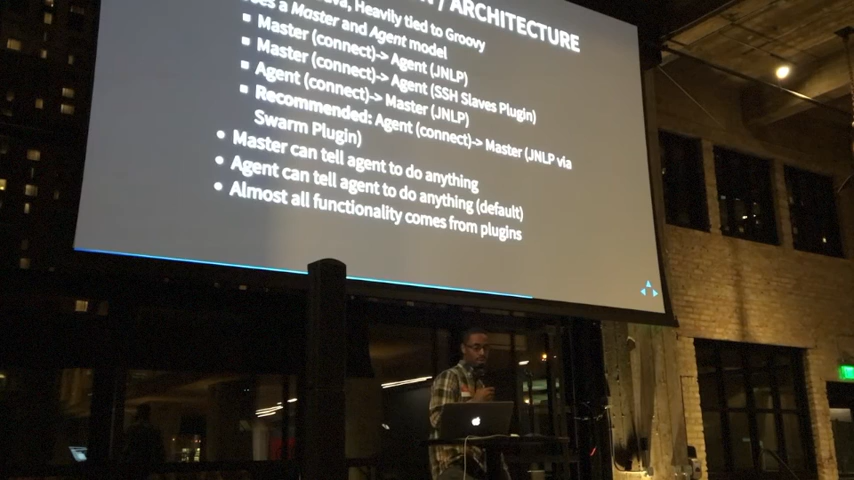 / ARCHITECTURE
Heavily tied to Groovy
a Master and Agent model
Master (connect)-> Agent (JNLP)
Master (connect)-> Agent (SSH Slaves Plugin)
Agent (connect)-> Master (JNLP)
Recommended: Agent (connect)-> Master (JNLP via
Swarm Plugin)
Master can tell agent to do anything
Agent can tell agent to do anything (default)
Almost all functionality comes from plugins